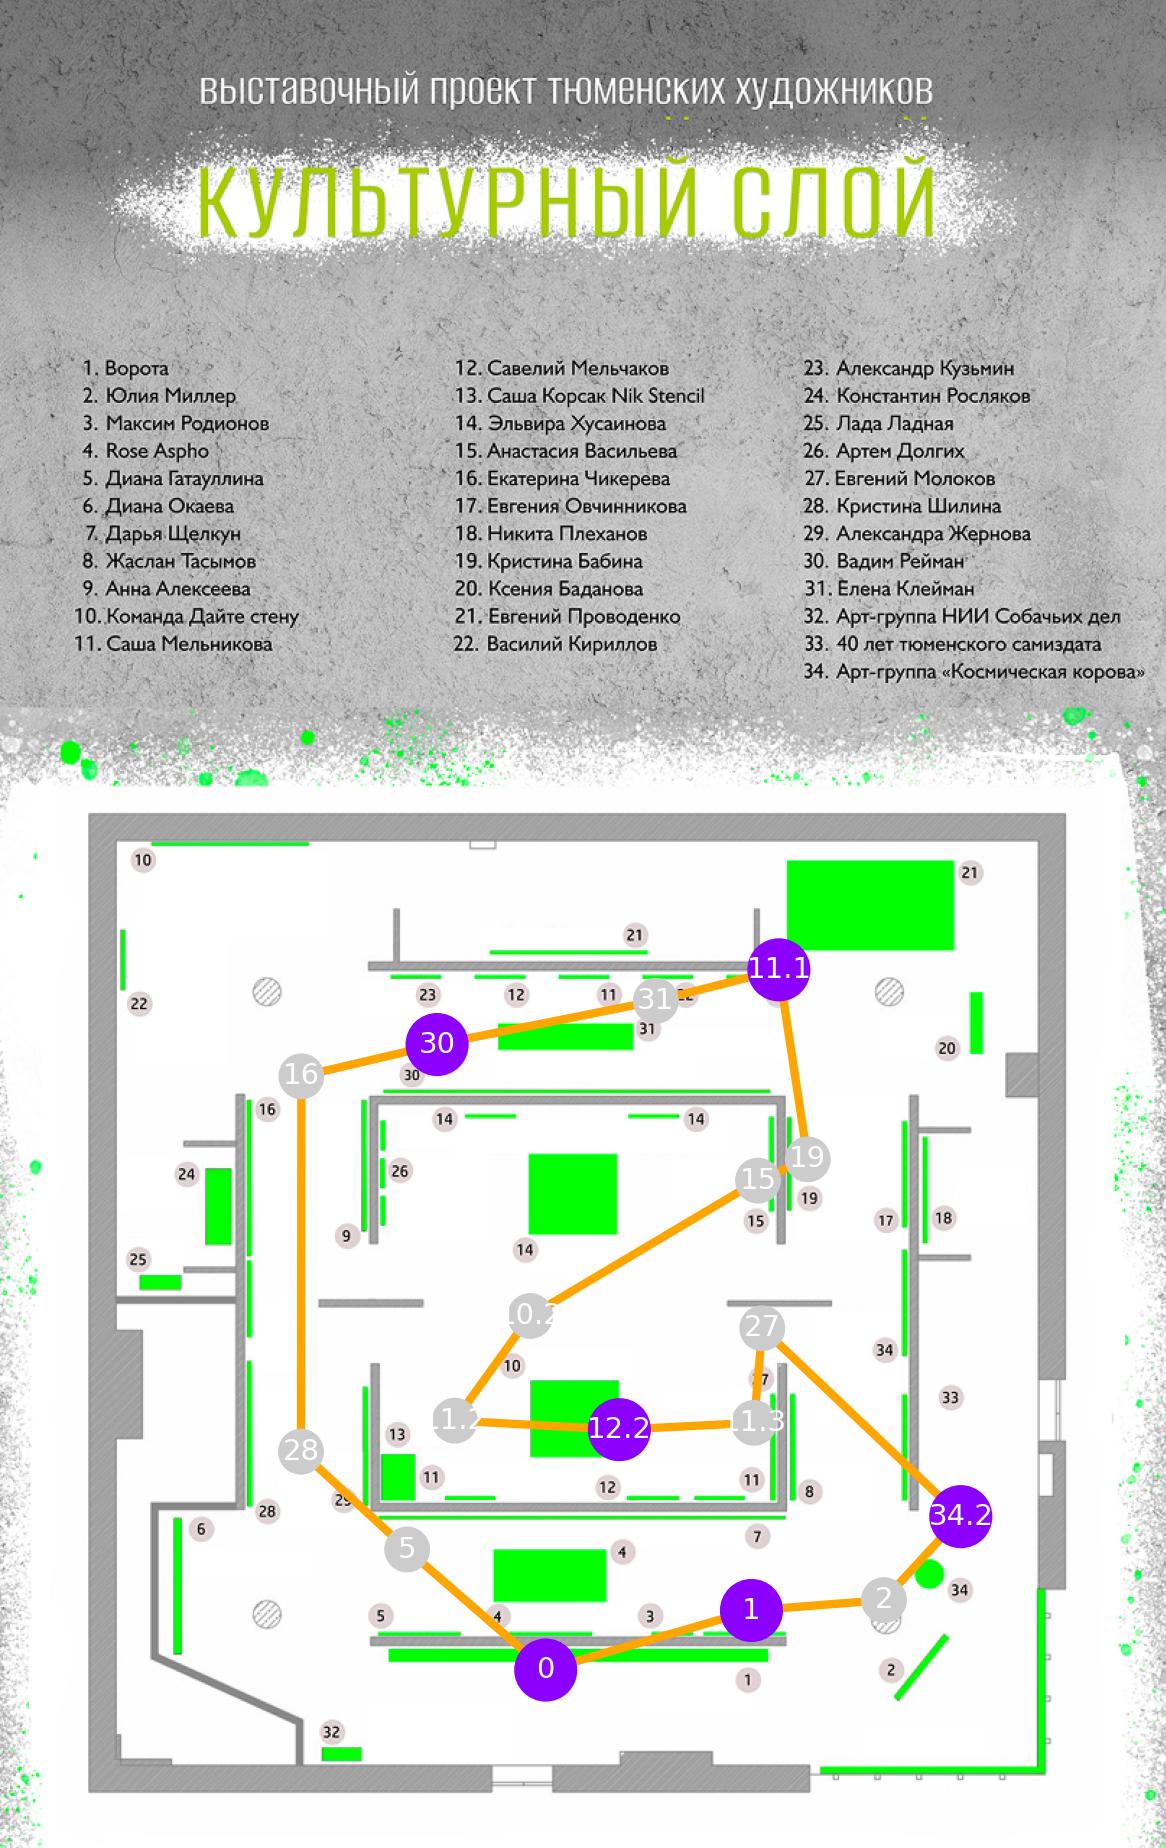 выставочный проект тюменских художников
КУЛЬТУРНЫЙ СЛОЙ
1. Ворота
2. Юлия Миллер
3. Максим Родионов
4. Rose Aspho
5. Диана Гатауллина
6. Диана Окаева
7. Дарья Щелкун
8. Жаслан Тасымов
9. Анна Алексеева
10. Команда Дайте стену
11. Саша Мельникова
12. Савелий Мельчаков
13. Саша Корсак Nik Stencil
14. Эльвира Хусаинова
15. Анастасия Васильева
16. Екатерина Чикерева
17. Евгения Овчинникова
18. Никита Плеханов
19. Кристина Бабина
20. Ксения Баданова
21. Евгений Проводенко
22. Василий Кириллов
23. Александр Кузьмин
24. Константин Росляков
25. Лада Ладная
26. Артем Долгих
27. Евгений Молоков
28. Кристина Шилина
29. Александра Жернова
30. Вадим Рейман
31. Елена Клейман
32. Арт-группа НИИ Собачьих дел
33. 40 лет тюменского самиздата
34. Арт-группа «Космическая корова»
10
21
21
11.1
22
23
12
11
31
31
30
20
16
30
16
14
14
24
26
15
19
9
15
19
17
18
25
14
27
34
10
33
12.2
13
11
12
11
8
28
28
34.2
6
5
7
4
34
5
4
3
1
2
0
1
2
32